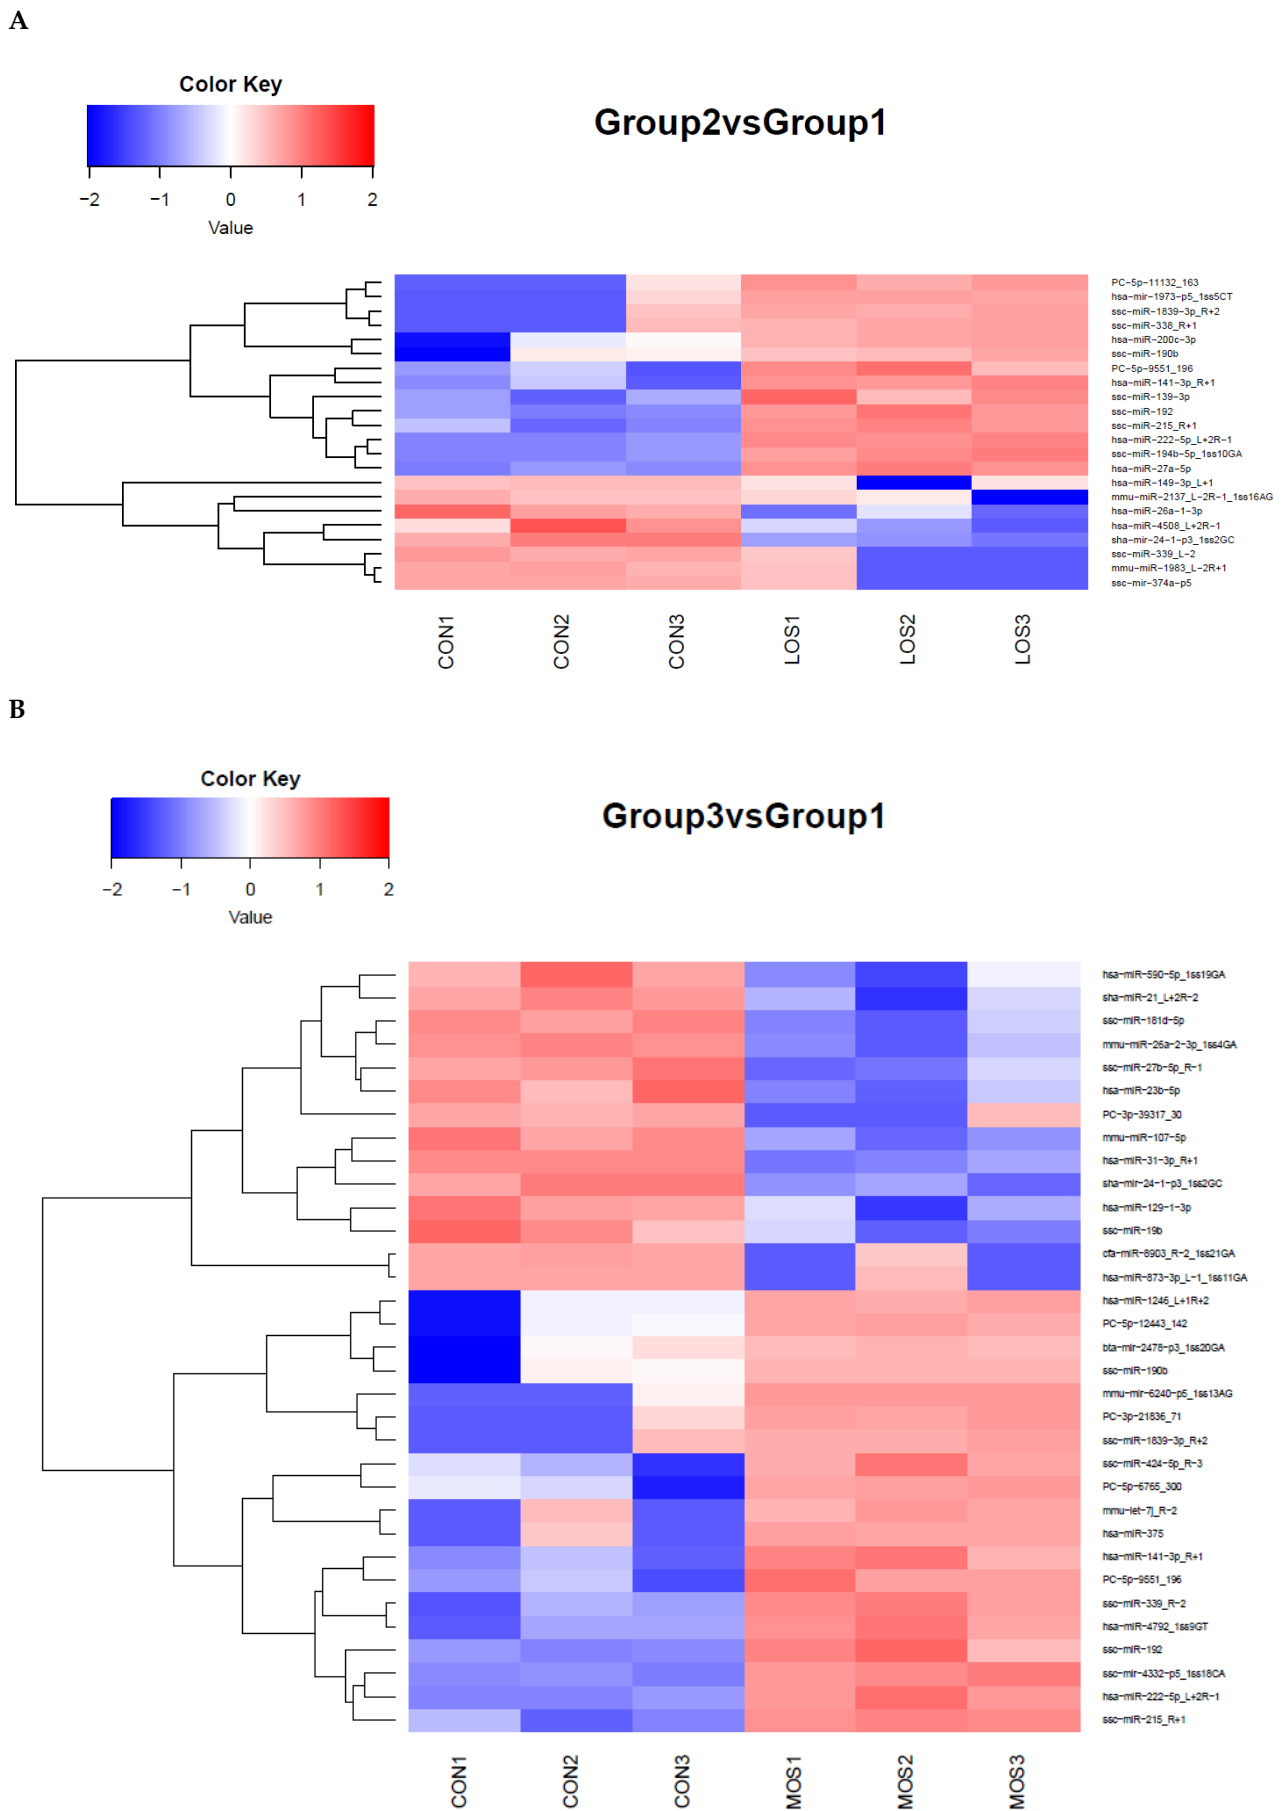 A
Color Key
Group2vsGroup1
−2 −1 0 1 2
Value
PC-5p-11132_163
hsa-mir-1973-p5_1ss5CT
ssc-miR-1839-3p_R+2
ssc-miR-338_R+1
hsa-miR-200c-3p
ssc-miR-190b
PC-5p-9551_196
hsa-miR-141-3p_R+1
ssc-miR-139-3p
ssc-miR-192
ssc-miR-215_R+1
hsa-miR-222-5p_L+2R-1
ssc-miR-194b-5p_1ss10GA
hsa-miR-27a-5p
hsa-miR-149-3p_L+1
mmu-miR-2137_L-2R-1_1ss16AG
hsa-miR-26a-1-3p
hsa-miR-4508_L+2R-1
sha-mir-24-1-p3_1ss2GC
ssc-miR-339_L-2
mmu-miR-1983_L-2R+1
ssc-mir-374a-p5
CON1 CON2 CON3 LOS1 LOS2 LOS3
B
Color Key
Group3vsGroup1
−2 −1 0 1 2
Value
hsa-miR-590-5p_1ss19GA
sha-miR-21_L+2R-2
ssc-miR-181d-5p
mmu-miR-26a-2-3p_1ss4GA
ssc-miR-27b-5p_R-1
hsa-miR-23b-5p
PC-3p-39317_30
mmu-miR-107-5p
hsa-miR-31-3p_R+1
sha-mir-24-1-p3_1ss2GC
hsa-miR-129-1-3p
ssc-miR-19b
cfa-miR-8903_R-2_1ss21GA
hsa-miR-873-3p_L-1_1ss11GA
hsa-miR-1246_L+1R+2
PC-5p-12443_142
bta-mir-2478-p3_1ss20GA
ssc-miR-190b
mmu-mir-6240-p5_1ss13AG
PC-3p-21836_71
ssc-miR-1839-3p_R+2
ssc-miR-424-5p_R-3
PC-5p-6765_300
mmu-let-7j_R-2
hsa-miR-375
hsa-miR-141-3p_R+1
PC-5p-9551_196
ssc-miR-339_R-2
hsa-miR-4792_1ss9GT
ssc-miR-192
ssc-mir-4332-p5_1ss18CA
hsa-miR-222-5p_L+2R-1
ssc-miR-215_R+1
CON1 CON2 CON3 MOS1 MOS2 MOS3